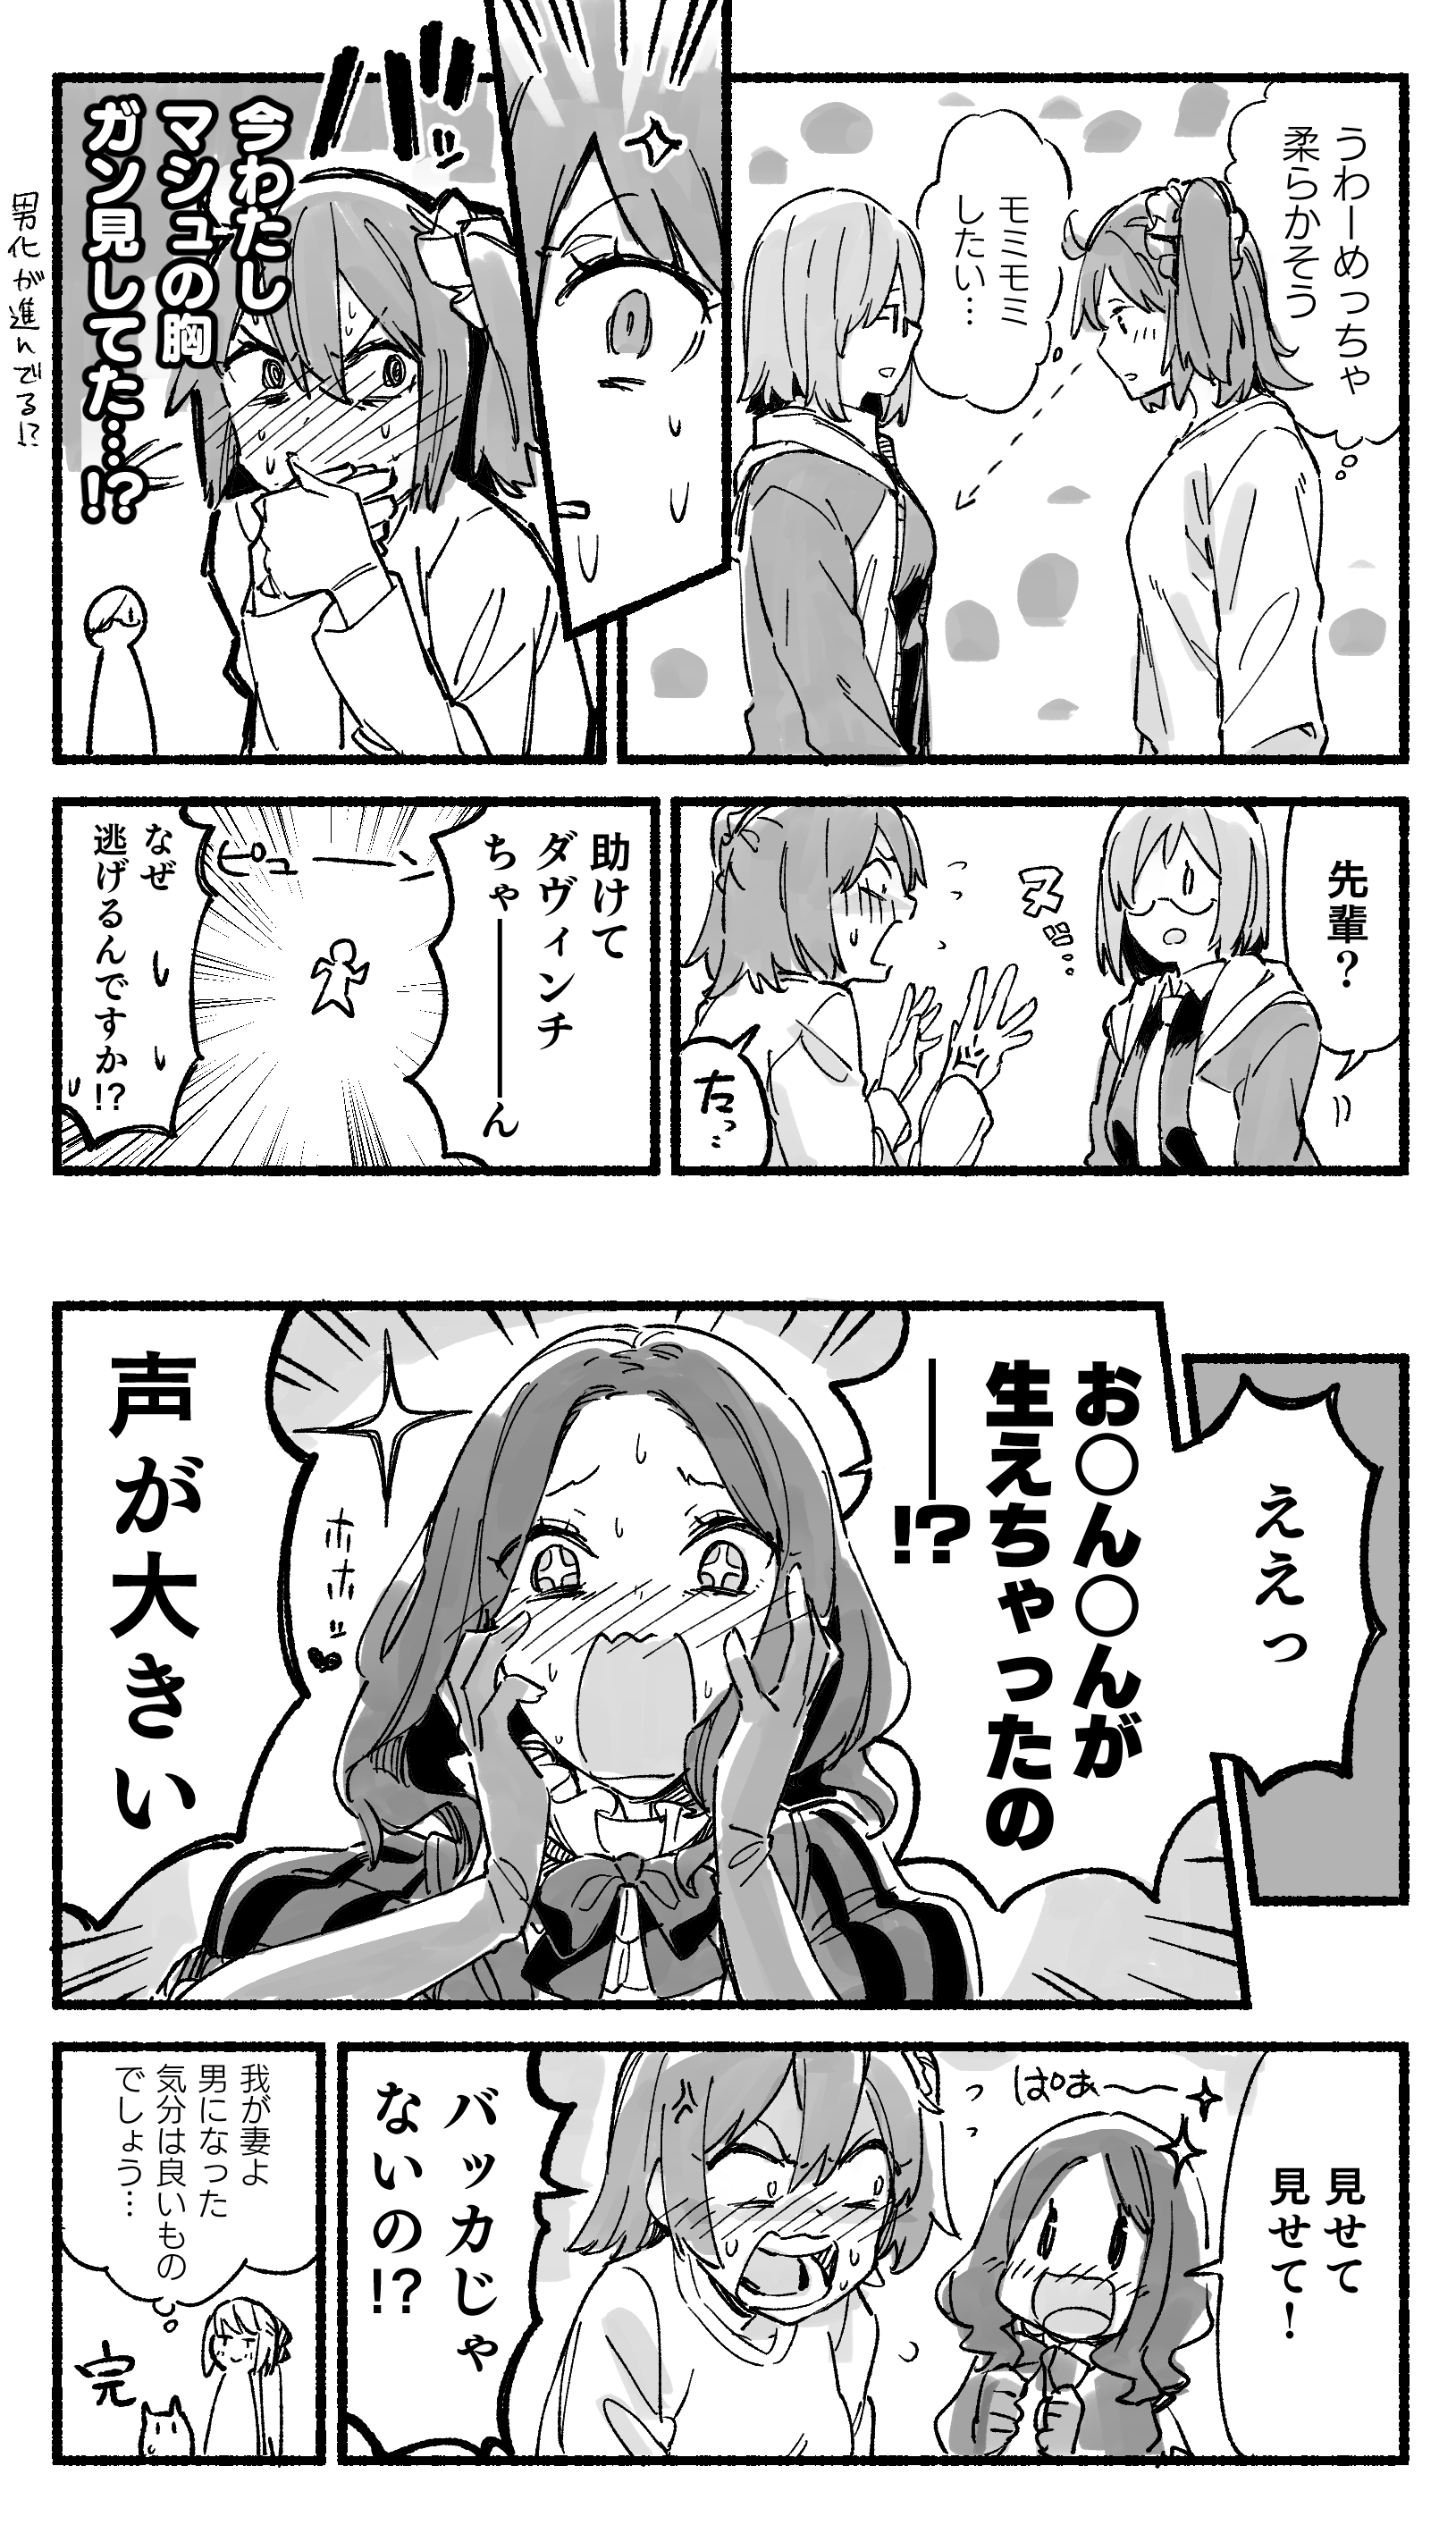 うわーめっちゃ
柔らかそう
モミモミ
したい…
今わたし
マシュの胸
ガン見してた…!?
男化が進んでる!?
先輩？
ヌッ…
たっ…
助けて
ダヴィンチ
ちゃーーーん
ピューーン
なぜ
逃げるんですか!?
ええっ
お○ん○んが
生えちゃったの
ーー!?
ホホッ
声が大きい
見せて
見せて！
ぱぁ〜〜
バッカじゃ
ないの!?
我が妻よ
男になった
気分は良いもの
でしょう…
完